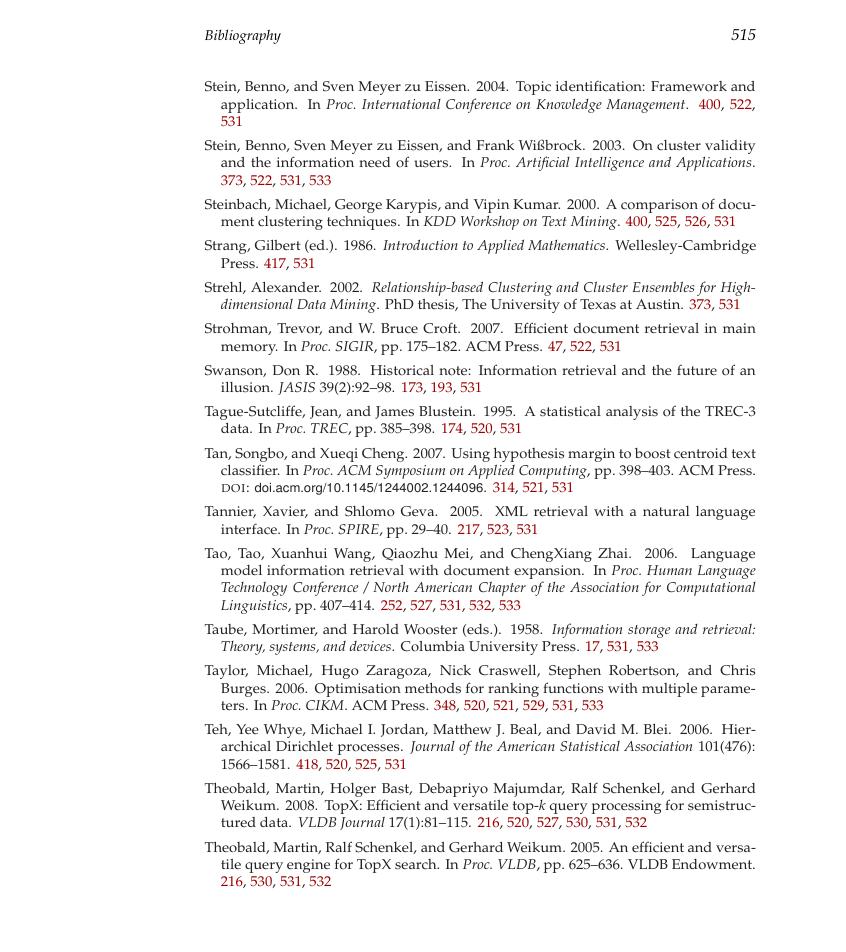 Bibliography 515
Stein, Benno, and Sven Meyer zu Eissen. 2004. Topic identification: Framework and
application. In Proc. International Conference on Knowledge Management. 400, 522,
531
Stein, Benno, Sven Meyer zu Eissen, and Frank Wißbrock. 2003. On cluster validity
and the information need of users. In Proc. Artificial Intelligence and Applications.
373, 522, 531, 533
Steinbach, Michael, George Karypis, and Vipin Kumar. 2000. A comparison of docu-
ment clustering techniques. In KDD Workshop on Text Mining. 400, 525, 526, 531
Strang, Gilbert (ed.). 1986. Introduction to Applied Mathematics. Wellesley-Cambridge
Press. 417, 531
Strehl, Alexander. 2002. Relationship-based Clustering and Cluster Ensembles for High-
dimensional Data Mining. PhD thesis, The University of Texas at Austin. 373, 531
Strohman, Trevor, and W. Bruce Croft. 2007. Efficient document retrieval in main
memory. In Proc. SIGIR, pp. 175–182. ACM Press. 47, 522, 531
Swanson, Don R. 1988. Historical note: Information retrieval and the future of an
illusion. JASIS 39(2):92–98. 173, 193, 531
Tague-Sutcliffe, Jean, and James Blustein. 1995. A statistical analysis of the TREC-3
data. In Proc. TREC, pp. 385–398. 174, 520, 531
Tan, Songbo, and Xueqi Cheng. 2007. Using hypothesis margin to boost centroid text
classifier. In Proc. ACM Symposium on Applied Computing, pp. 398–403. ACM Press.
DOI: doi.acm.org/10.1145/1244002.1244096. 314, 521, 531
Tannier, Xavier, and Shlomo Geva. 2005. XML retrieval with a natural language
interface. In Proc. SPIRE, pp. 29–40. 217, 523, 531
Tao, Tao, Xuanhui Wang, Qiaozhu Mei, and ChengXiang Zhai. 2006. Language
model information retrieval with document expansion. In Proc. Human Language
Technology Conference / North American Chapter of the Association for Computational
Linguistics, pp. 407–414. 252, 527, 531, 532, 533
Taube, Mortimer, and Harold Wooster (eds.). 1958. Information storage and retrieval:
Theory, systems, and devices. Columbia University Press. 17, 531, 533
Taylor, Michael, Hugo Zaragoza, Nick Craswell, Stephen Robertson, and Chris
Burges. 2006. Optimisation methods for ranking functions with multiple parame-
ters. In Proc. CIKM. ACM Press. 348, 520, 521, 529, 531, 533
Teh, Yee Whye, Michael I. Jordan, Matthew J. Beal, and David M. Blei. 2006. Hier-
archical Dirichlet processes. Journal of the American Statistical Association 101(476):
1566–1581. 418, 520, 525, 531
Theobald, Martin, Holger Bast, Debapriyo Majumdar, Ralf Schenkel, and Gerhard
Weikum. 2008. TopX: Efficient and versatile top-k query processing for semistruc-
tured data. VLDB Journal 17(1):81–115. 216, 520, 527, 530, 531, 532
Theobald, Martin, Ralf Schenkel, and Gerhard Weikum. 2005. An efficient and versa-
tile query engine for TopX search. In Proc. VLDB, pp. 625–636. VLDB Endowment.
216, 530, 531, 532